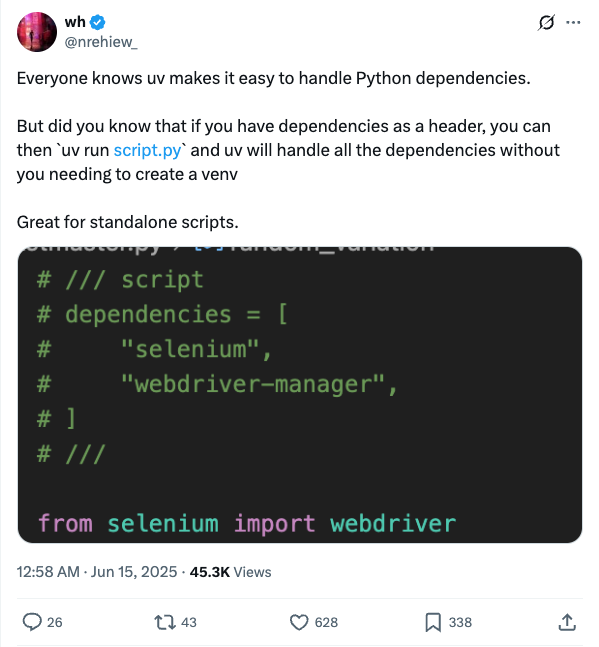 wh
@nrehiew_
Everyone knows uv makes it easy to handle Python dependencies.
But did you know that if you have dependencies as a header, you can
then `uv run script.py` and uv will handle all the dependencies without
you needing to create a venv
Great for standalone scripts.
# /// script
# dependencies = [
#     "selenium",
#     "webdriver-manager",
# ]
# ///
from selenium import webdriver
12:58 AM · Jun 15, 2025 · 45.3K Views
26 43 628 338